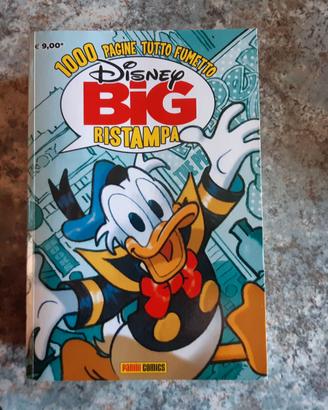 € 9,00*
1000 PAGINE TUTTO FUMETTO
Disney
BIG
RISTAMPA
PANINI COMICS